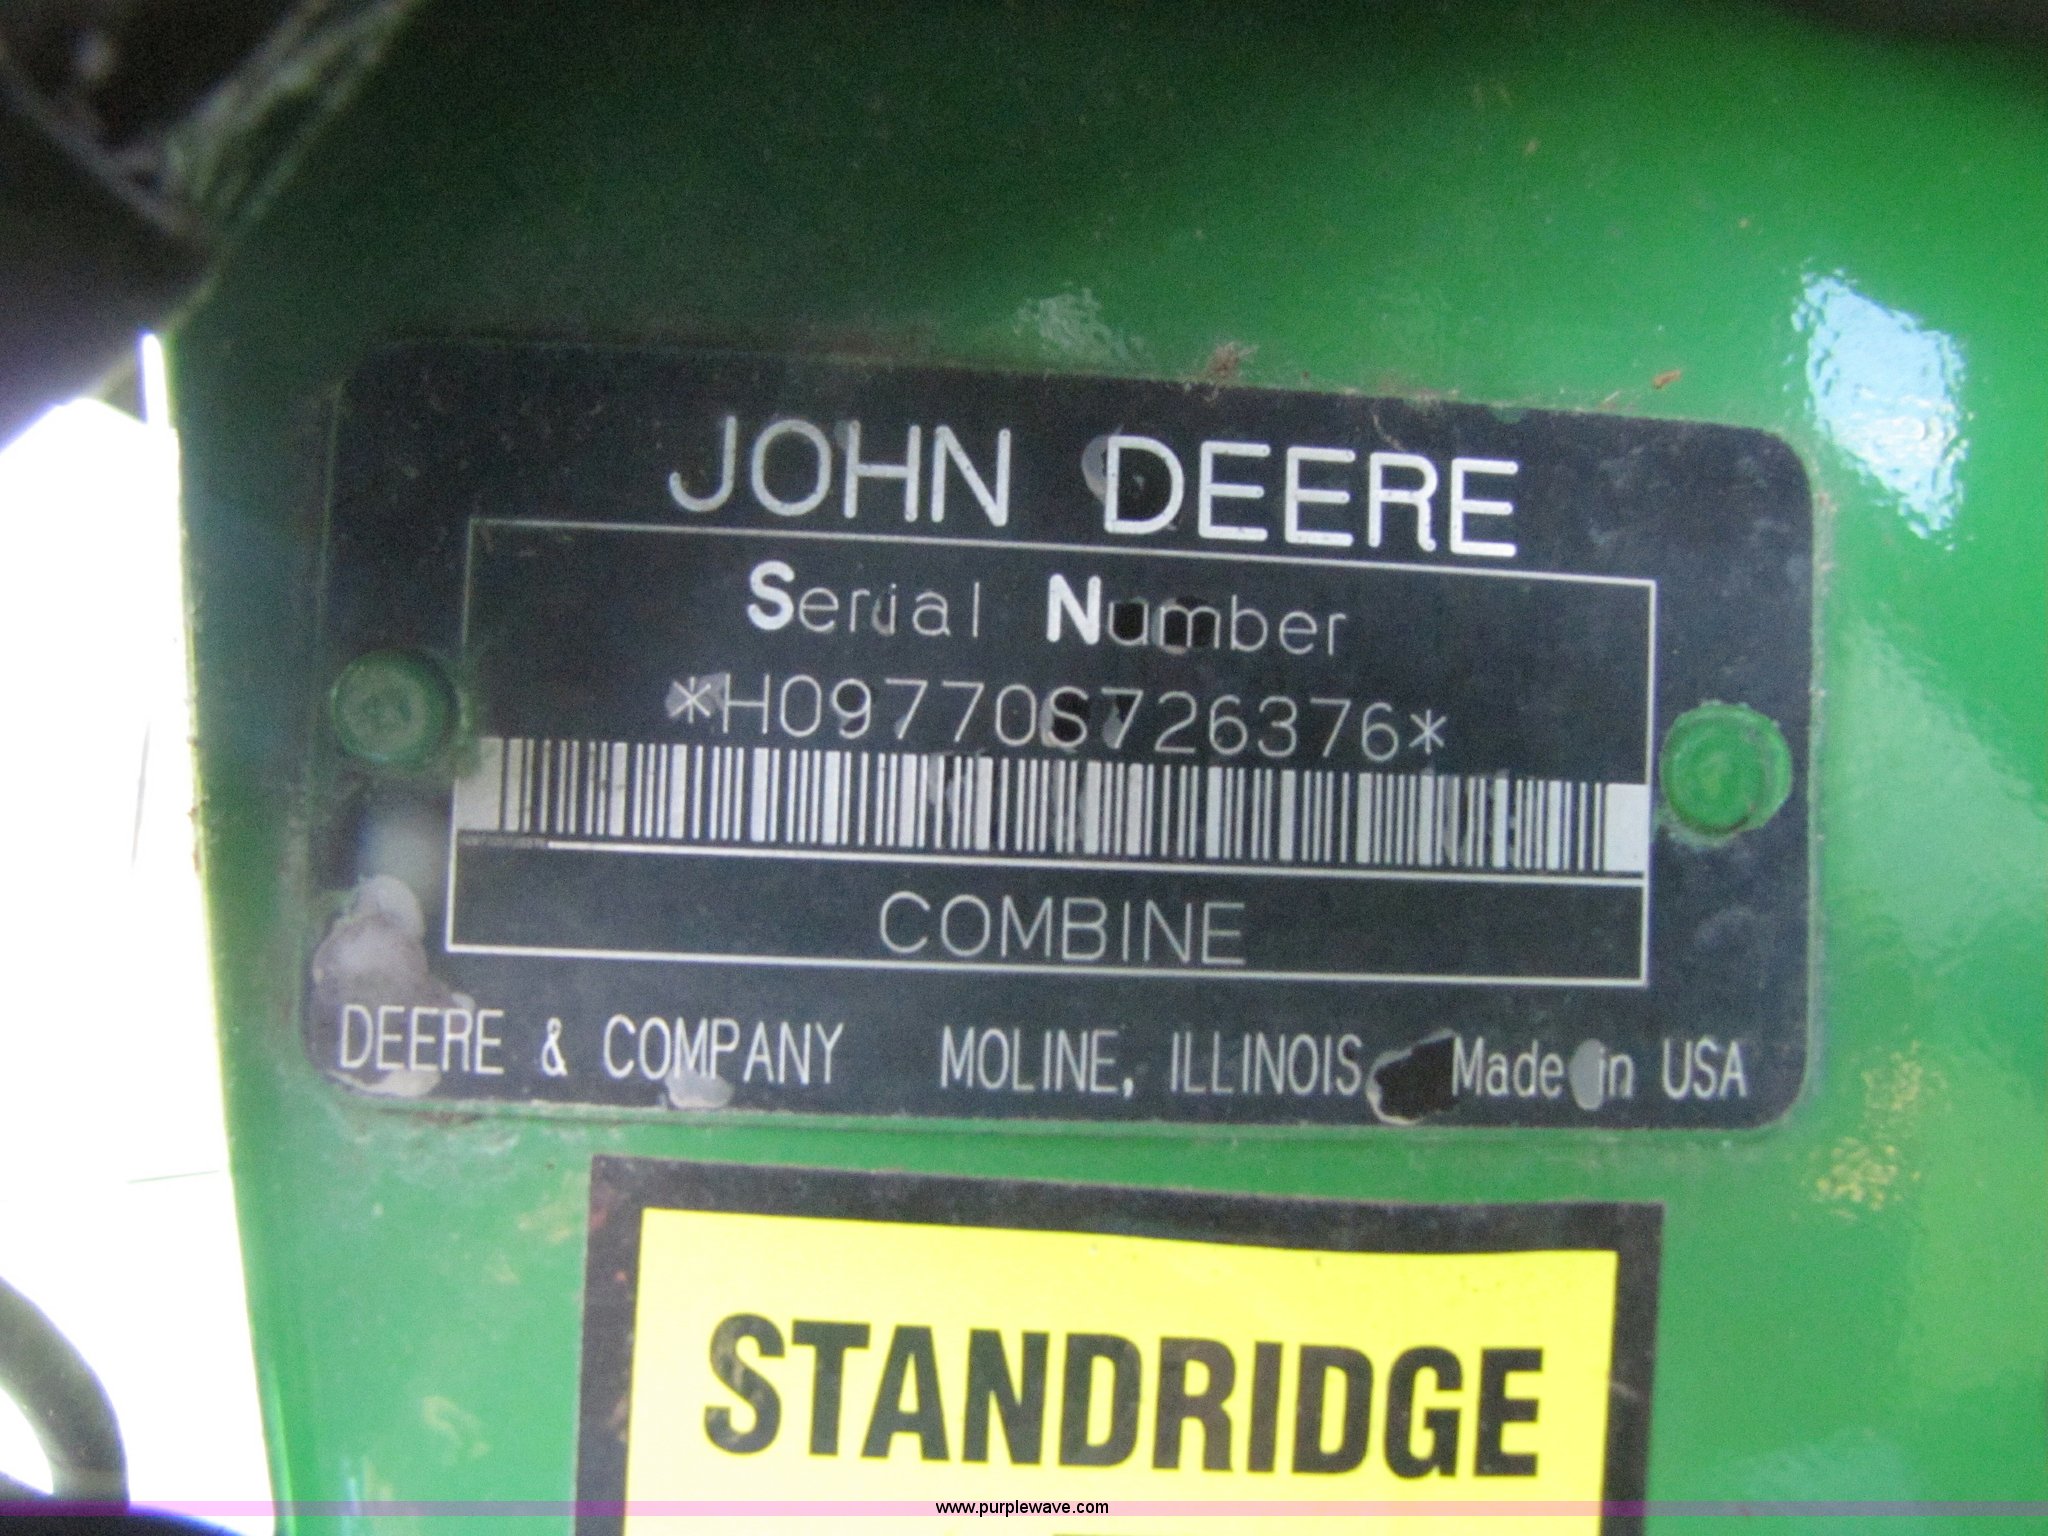 JOHN DEERE
Serial Number
*H09770S726376*
COMBINE
DEERE & COMPANY MOLINE, ILLINOIS Made in USA
STANDRIDGE
www.purplewave.com